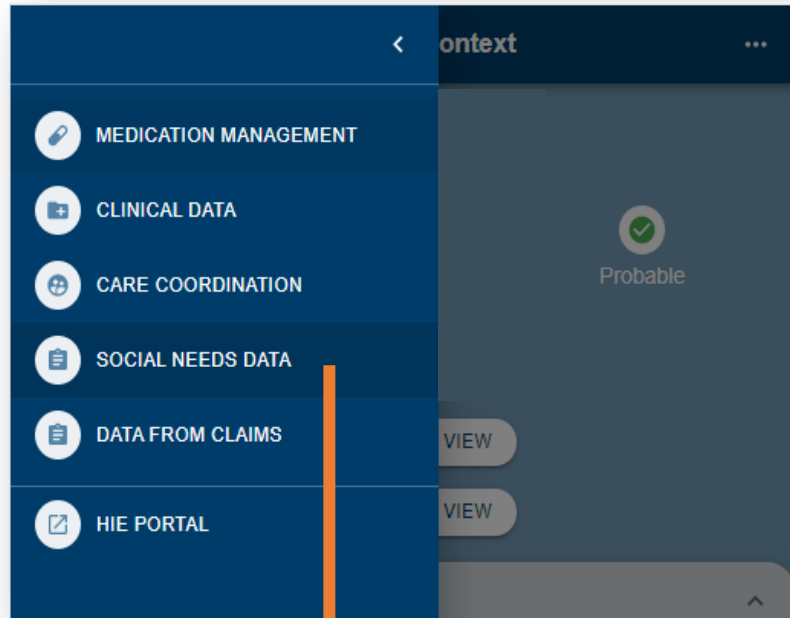 ontext
MEDICATION MANAGEMENT
CLINICAL DATA
CARE COORDINATION
Probable
SOCIAL NEEDS DATA
DATA FROM CLAIMS
VIEW
HIE PORTAL
VIEW